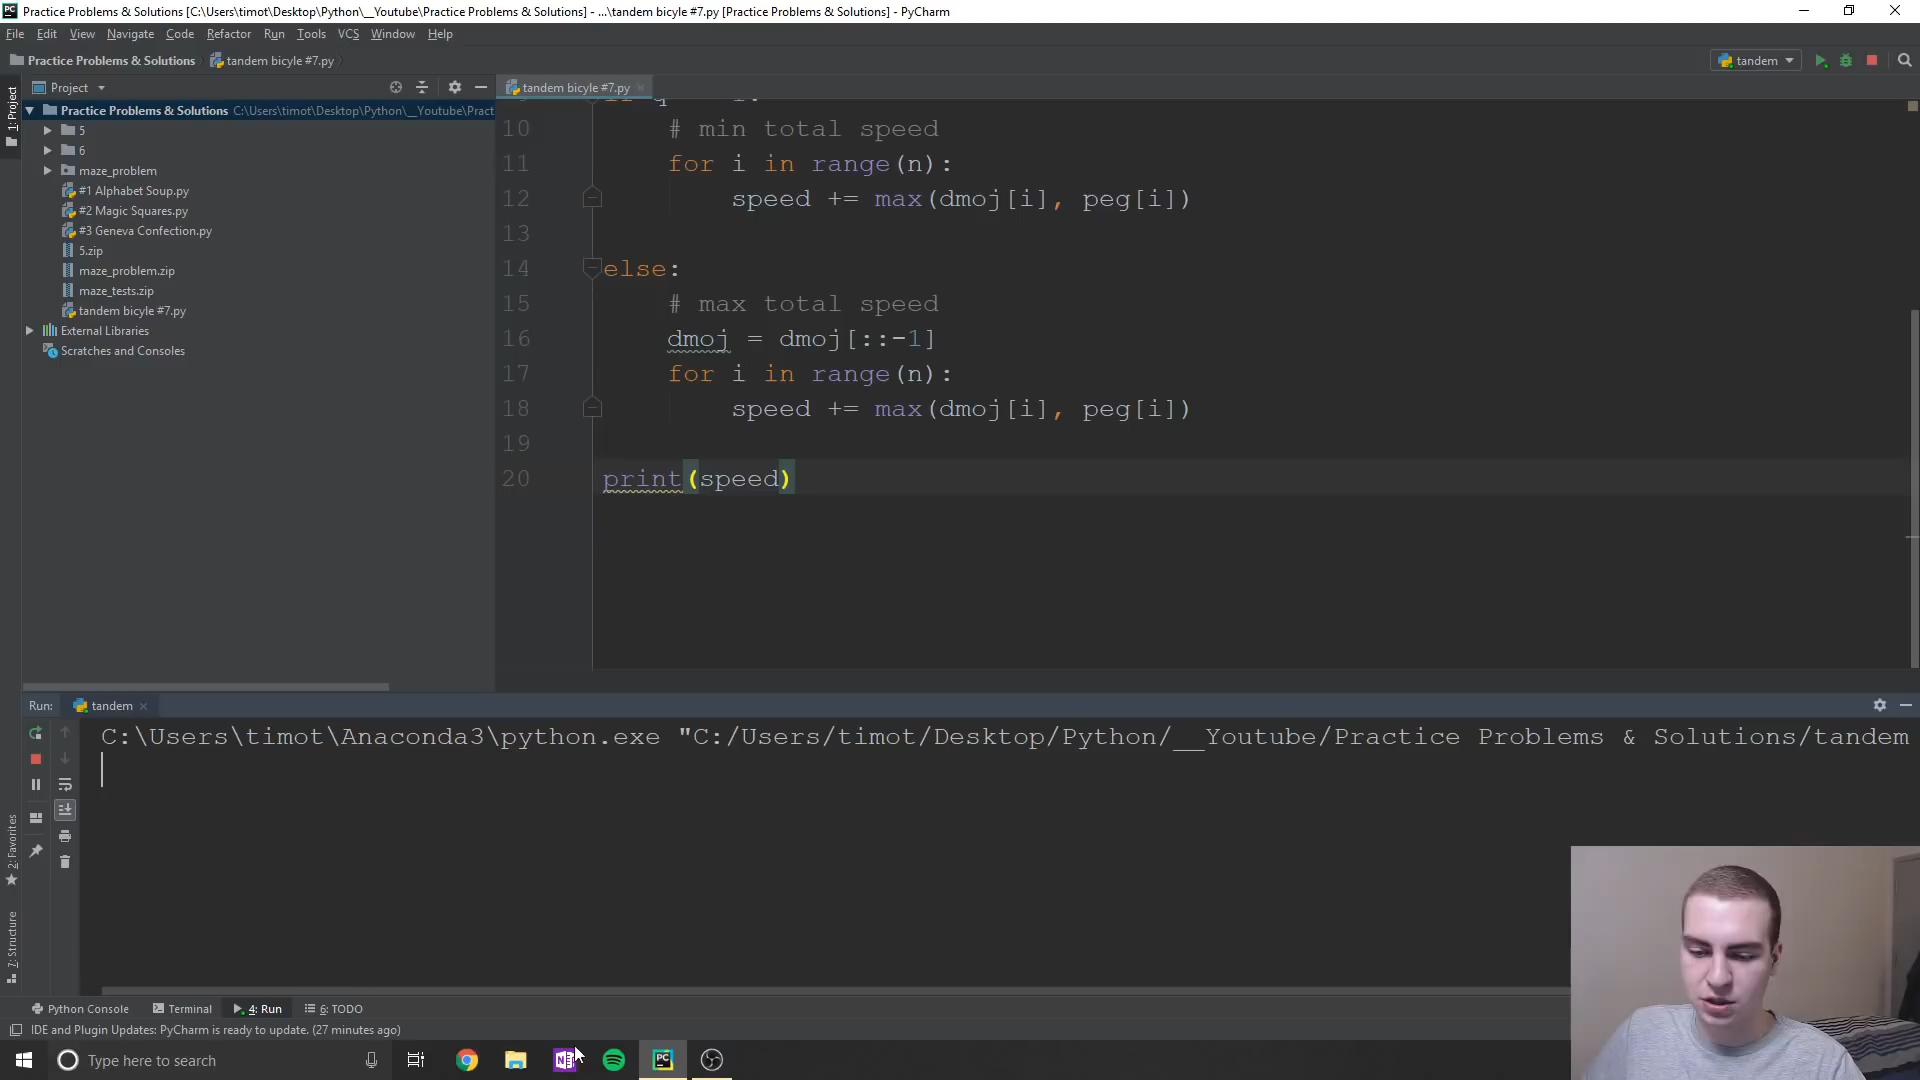 Practice Problems & Solutions [C:\Users\timot\Desktop\Python\__Youtube\Practice Problems & Solutions] - ...\tandem bicyle #7.py [Practice Problems & Solutions] - PyCharm
File Edit View Navigate Code Refactor Run Tools VCS Window Help
Practice Problems & Solutions tandem bicyle #7.py tandem
1: Project
Project
tandem bicyle #7.py
Practice Problems & Solutions C:\Users\timot\Desktop\Python\__Youtube\Pract
5
6
maze_problem
#1 Alphabet Soup.py
#2 Magic Squares.py
#3 Geneva Confection.py
5.zip
maze_problem.zip
maze_tests.zip
tandem bicyle #7.py
External Libraries
Scratches and Consoles
10 # min total speed
11 for i in range(n):
12 speed += max(dmoj[i], peg[i])
13
14 else:
15 # max total speed
16 dmoj = dmoj[::-1]
17 for i in range(n):
18 speed += max(dmoj[i], peg[i])
19
20 print(speed)
Run: tandem
C:\Users\timot\Anaconda3\python.exe "C:/Users/timot/Desktop/Python/__Youtube/Practice Problems & Solutions/tandem
2: Favorites
7: Structure
Python Console Terminal 4: Run 6: TODO
IDE and Plugin Updates: PyCharm is ready to update. (27 minutes ago)
Type here to search